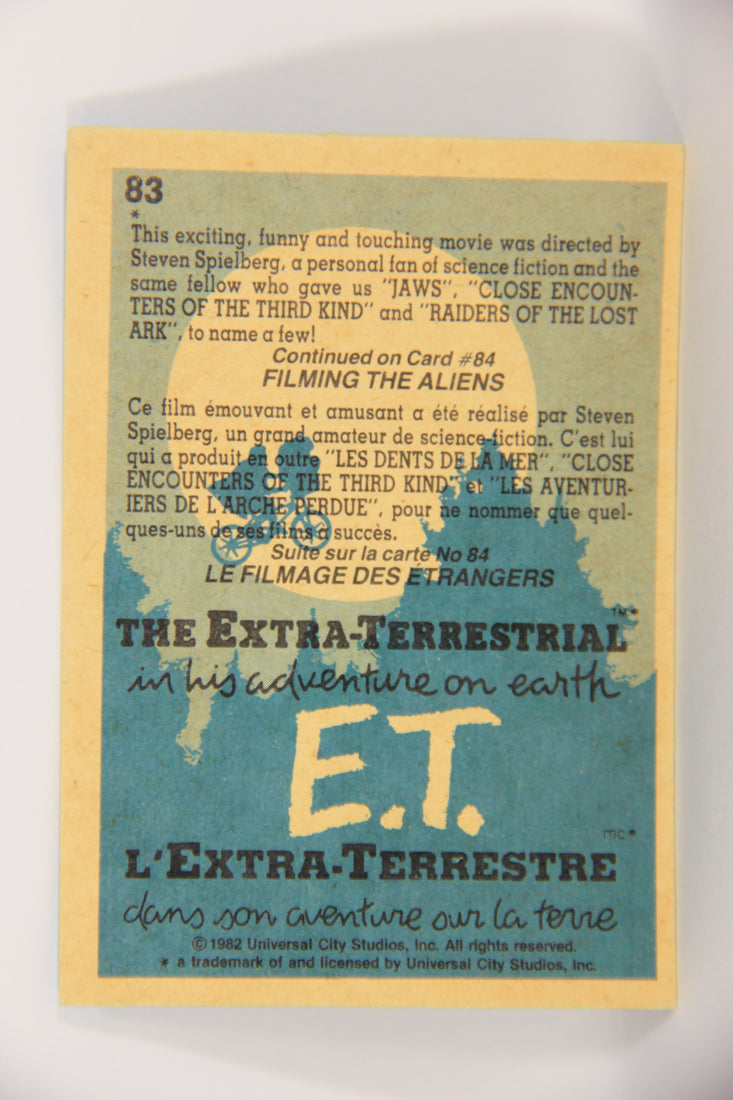 83
*
This exciting, funny and touching movie was directed by
Steven Spielberg, a personal fan of science fiction and the
same fellow who gave us "JAWS", "CLOSE ENCOUN-
TERS OF THE THIRD KIND" and "RAIDERS OF THE LOST
ARK", to name a few!
Continued on Card #84
FILMING THE ALIENS
Ce film émouvant et amusant a été réalisé par Steven
Spielberg, un grand amateur de science-fiction. C'est lui
qui a produit en outre "LES DENTS DE LA MER", "CLOSE
ENCOUNTERS OF THE THIRD KIND" et "LES AVENTUR-
IERS DE L'ARCHE PERDUE", pour ne nommer que quel-
ques-uns de ses films à succès.
Suite sur la carte No 84
LE FILMAGE DES ÉTRANGERS
THE EXTRA-TERRESTRIAL TM*
in his adventure on earth
E.T.
mc*
L'EXTRA-TERRESTRE
dans son aventure sur la terre
©1982 Universal City Studios, Inc. All rights reserved.
* a trademark of and licensed by Universal City Studios, Inc.